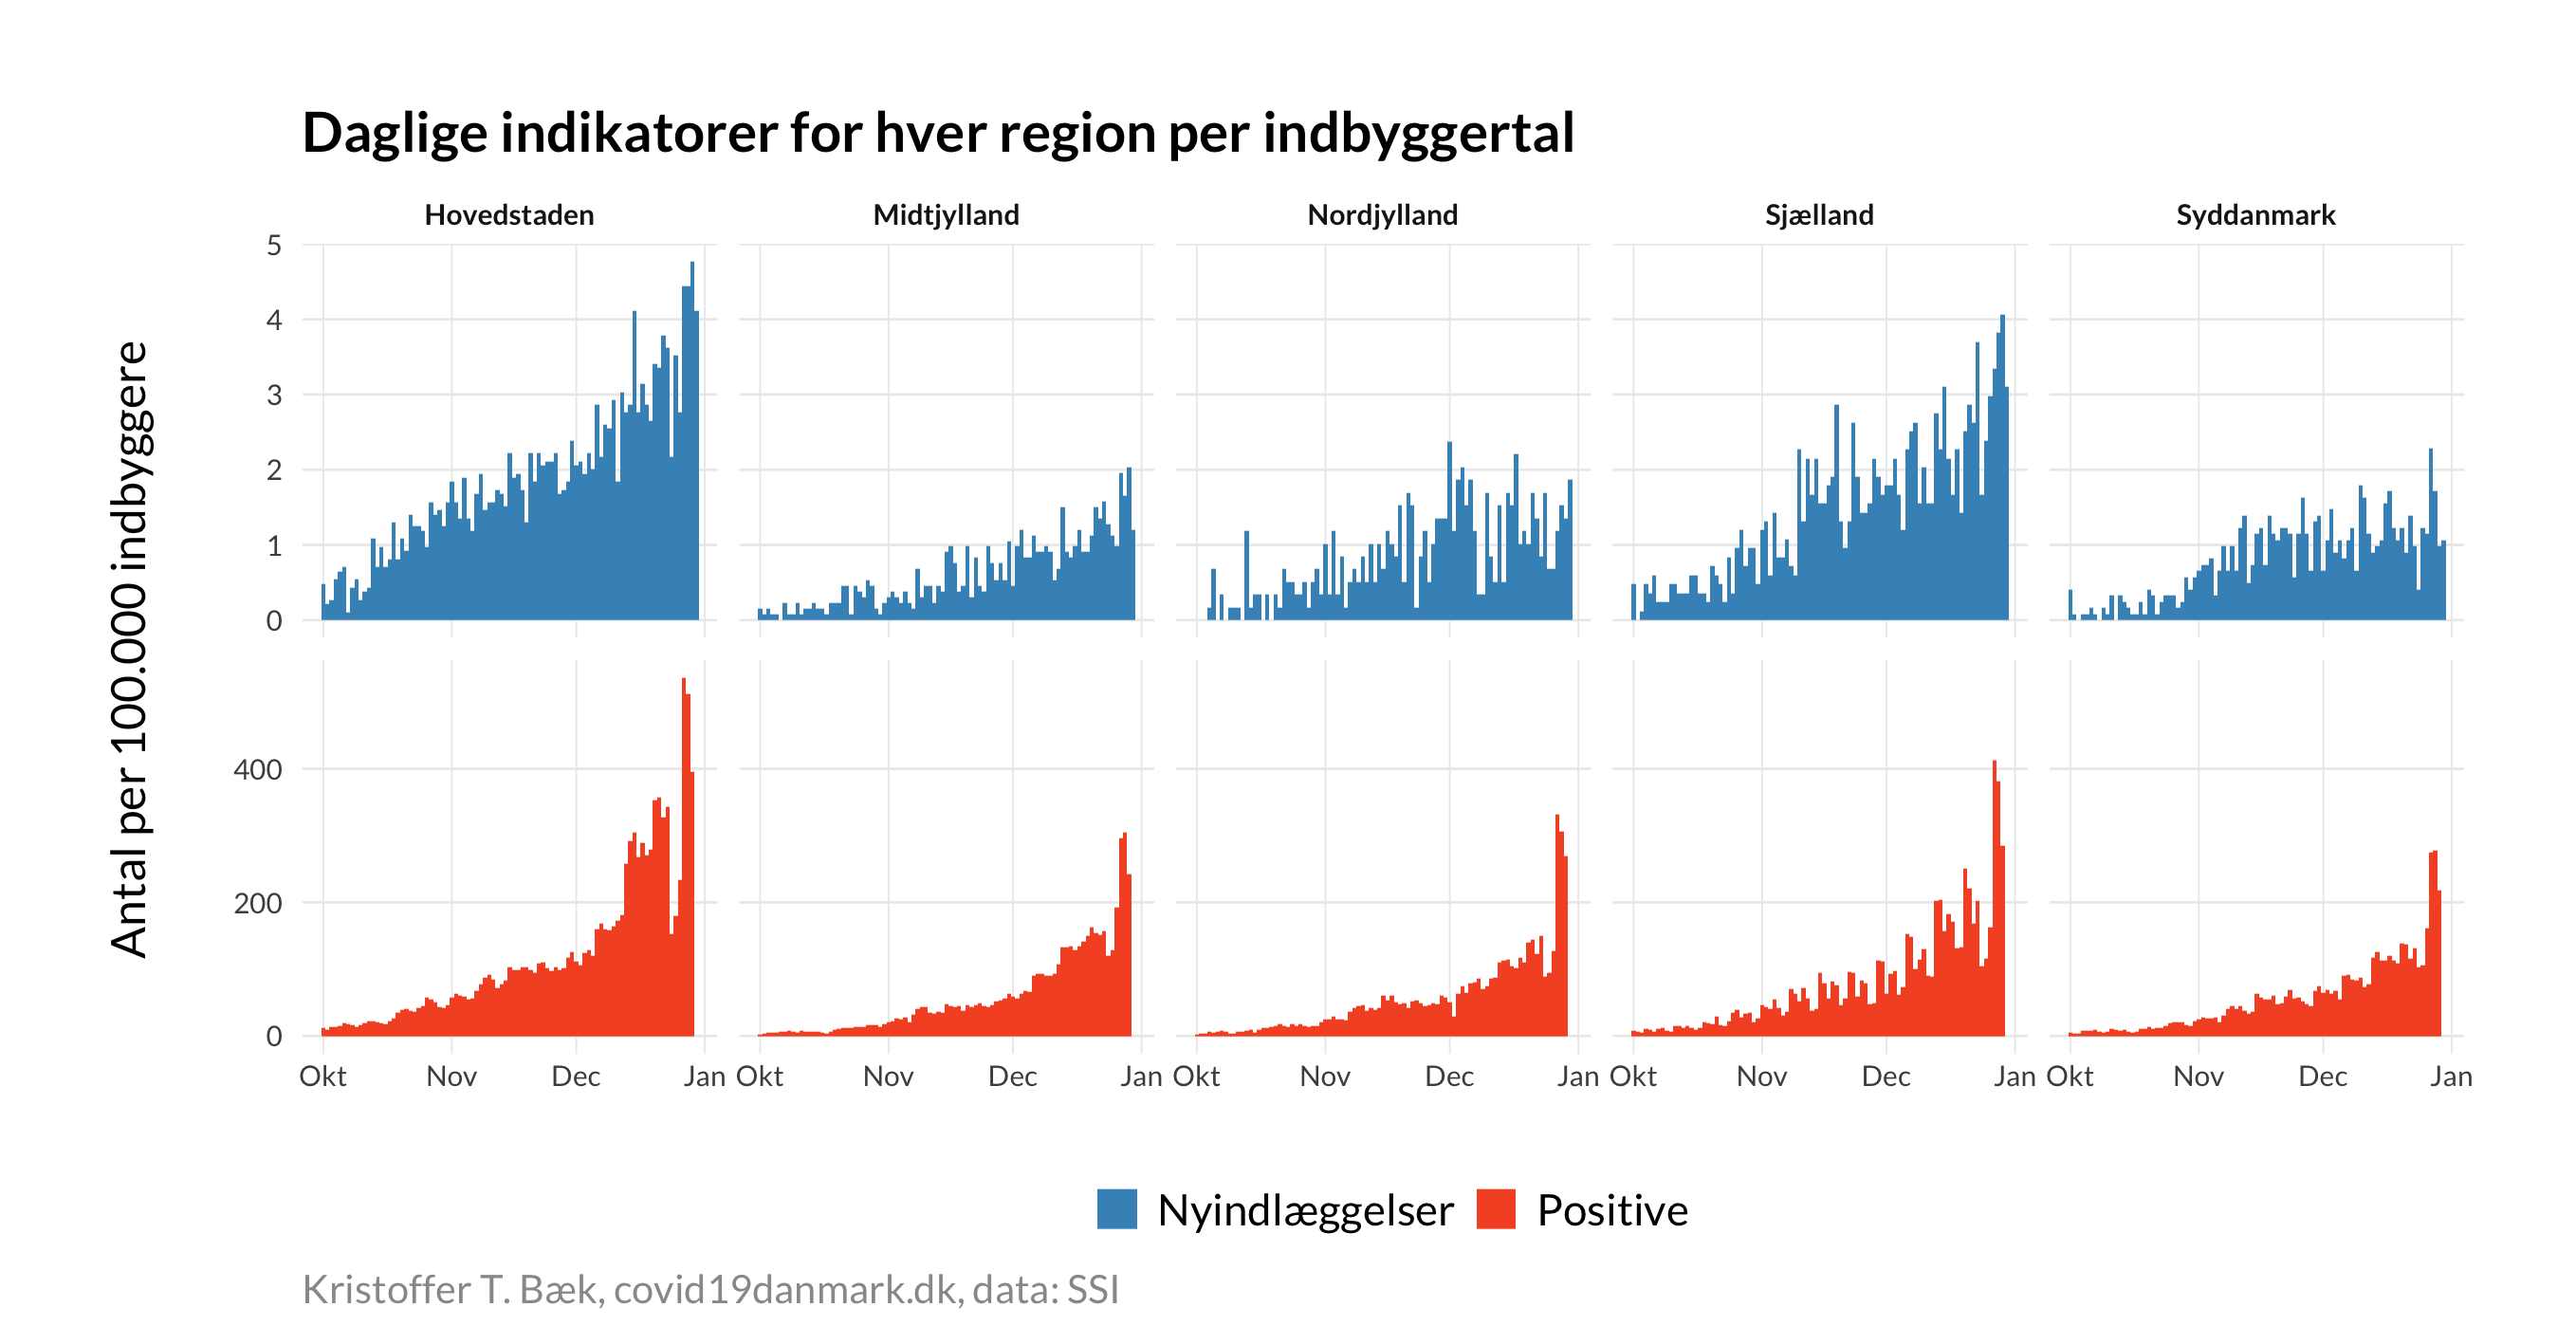 Daglige indikatorer for hver region per indbyggertal
Hovedstaden Midtjylland Nordjylland Sjælland Syddanmark
Antal per 100.000 indbyggere
5
4
3
2
1
0
400
200
0
Okt Nov Dec Jan Okt Nov Dec Jan Okt Nov Dec Jan Okt Nov Dec Jan Okt Nov Dec Jan
Nyindlæggelser Positive
Kristoffer T. Bæk, covid19danmark.dk, data: SSI